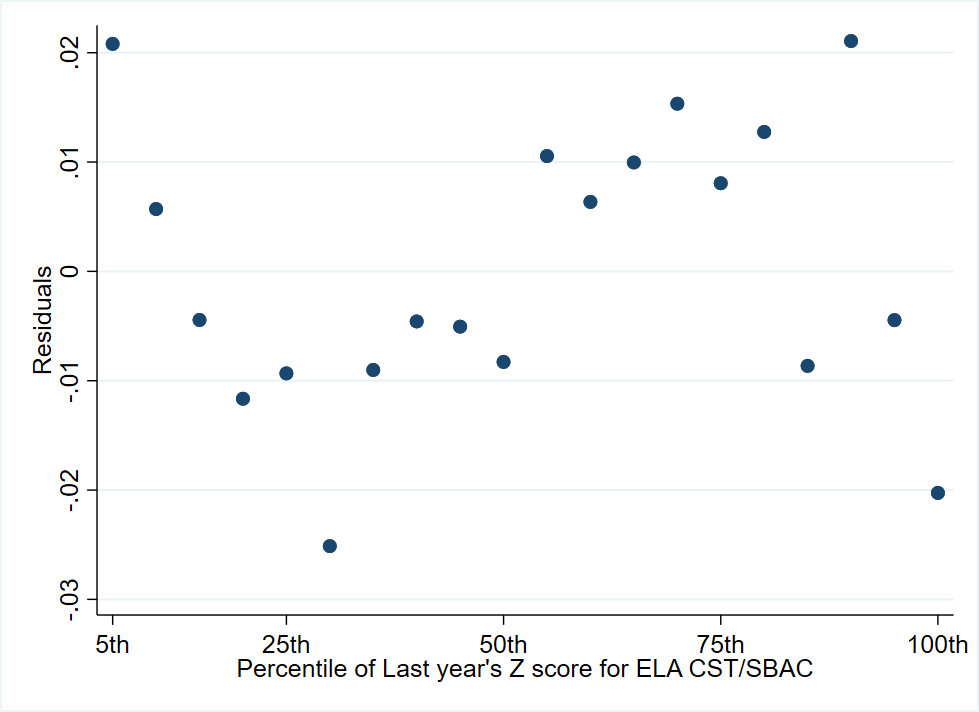 .02
.01
0
-.01
-.02
-.03
Residuals
5th 25th 50th 75th 100th
Percentile of Last year's Z score for ELA CST/SBAC